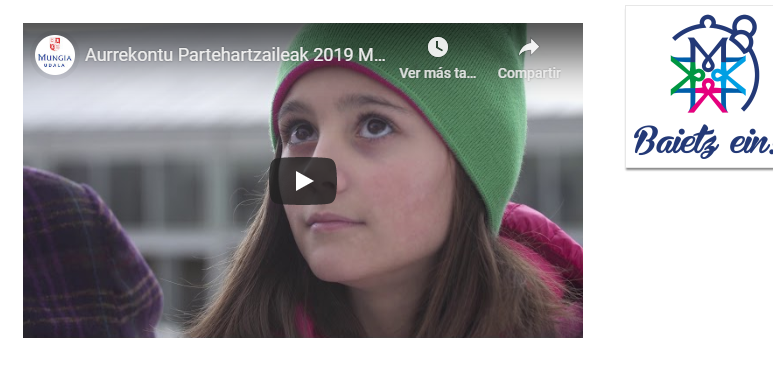 MUNGIA
UDALA
Aurrekontu Partehartzaileak 2019 M...
Ver más ta...
Compartir
Baietz ein.